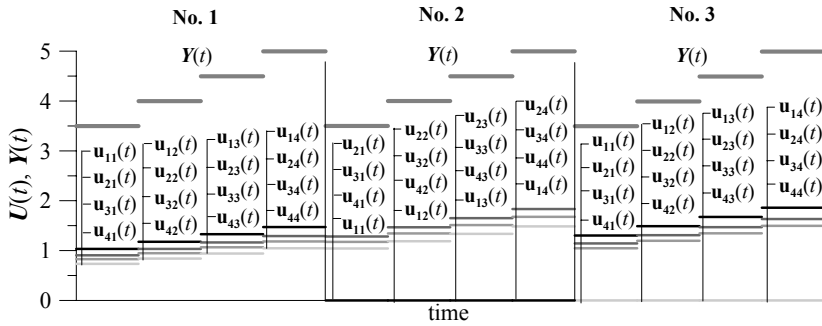 No. 1 No. 2 No. 3
5 Y(t) Y(t) Y(t)
4
3
2
1
0
U(t), Y(t)
u11(t) u12(t) u13(t) u14(t)
u21(t) u22(t) u23(t) u24(t)
u31(t) u32(t) u33(t) u34(t)
u41(t) u42(t) u43(t) u44(t)
u21(t) u22(t) u23(t) u24(t)
u31(t) u32(t) u33(t) u34(t)
u41(t) u42(t) u43(t) u44(t)
u11(t) u12(t) u13(t) u14(t)
u11(t) u12(t) u13(t) u14(t)
u21(t) u22(t) u23(t) u24(t)
u31(t) u32(t) u33(t) u34(t)
u41(t) u42(t) u43(t) u44(t)
time